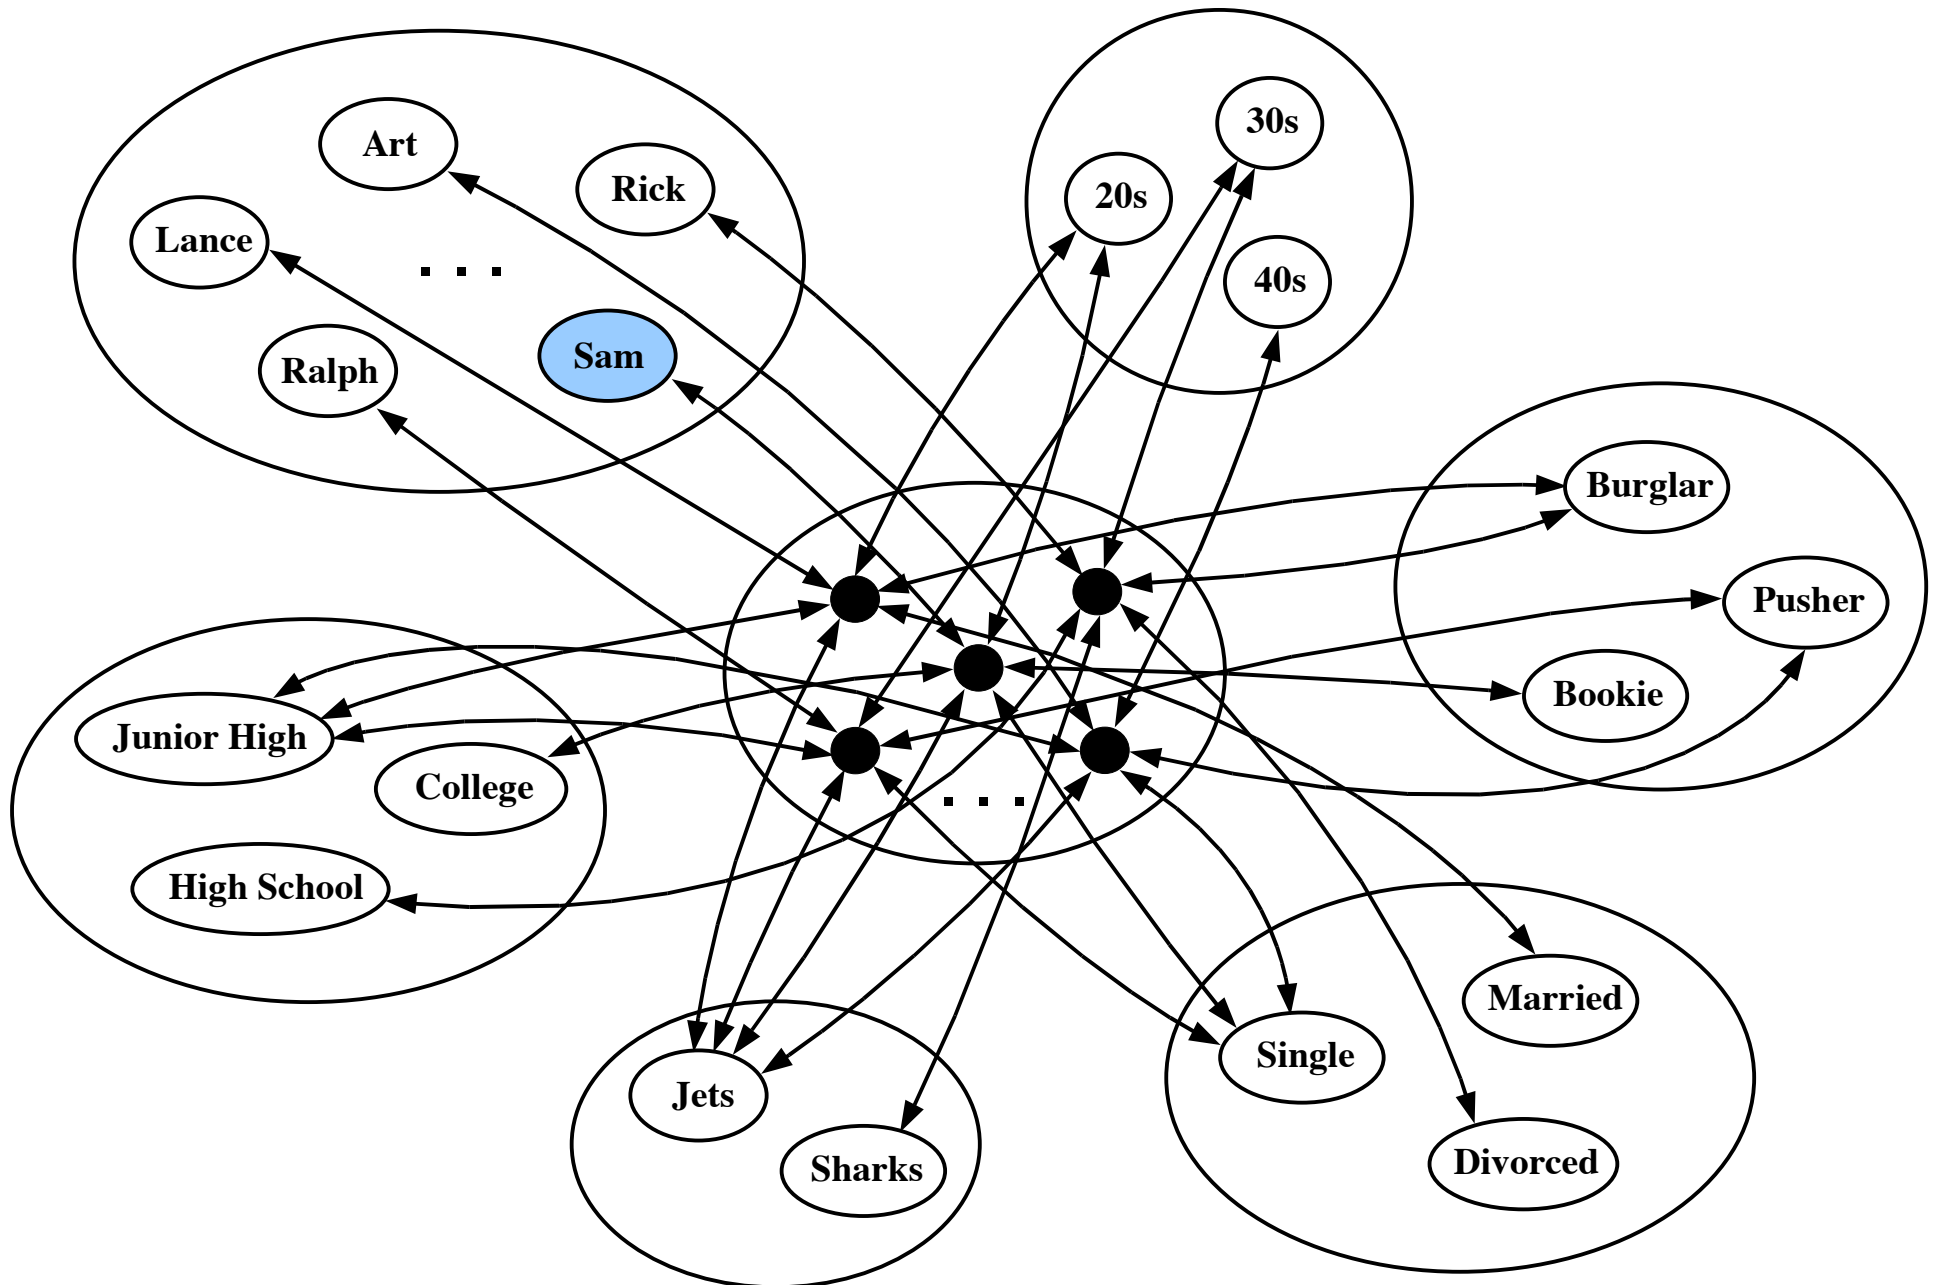 Art
Rick
Lance
. . .
Ralph
Sam
30s
20s
40s
Burglar
Pusher
Bookie
Junior High
College
High School
. . .
Jets
Sharks
Married
Single
Divorced